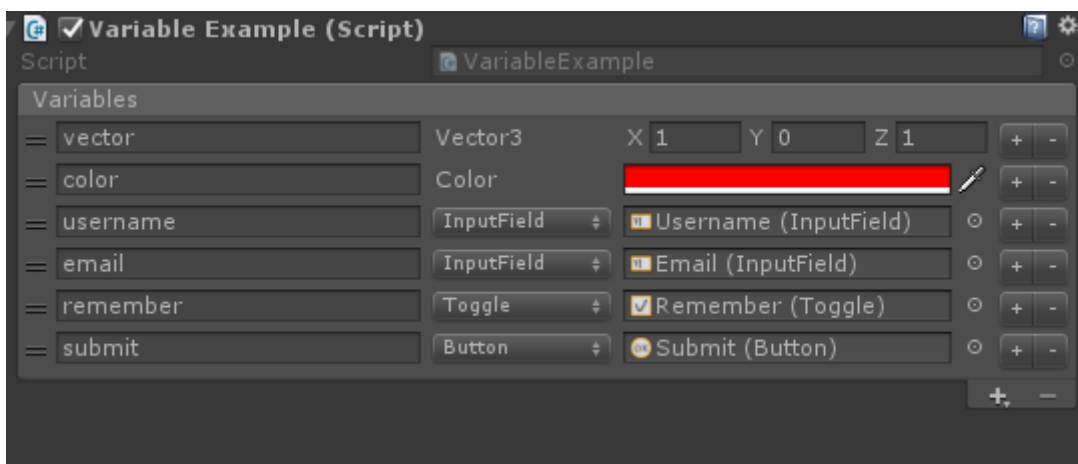 Variable Example (Script)
Script VariableExample
Variables
vector Vector3 X 1 Y 0 Z 1 + -
color Color + -
username InputField Username (InputField) + -
email InputField Email (InputField) + -
remember Toggle Remember (Toggle) + -
submit Button Submit (Button) + -
+ -